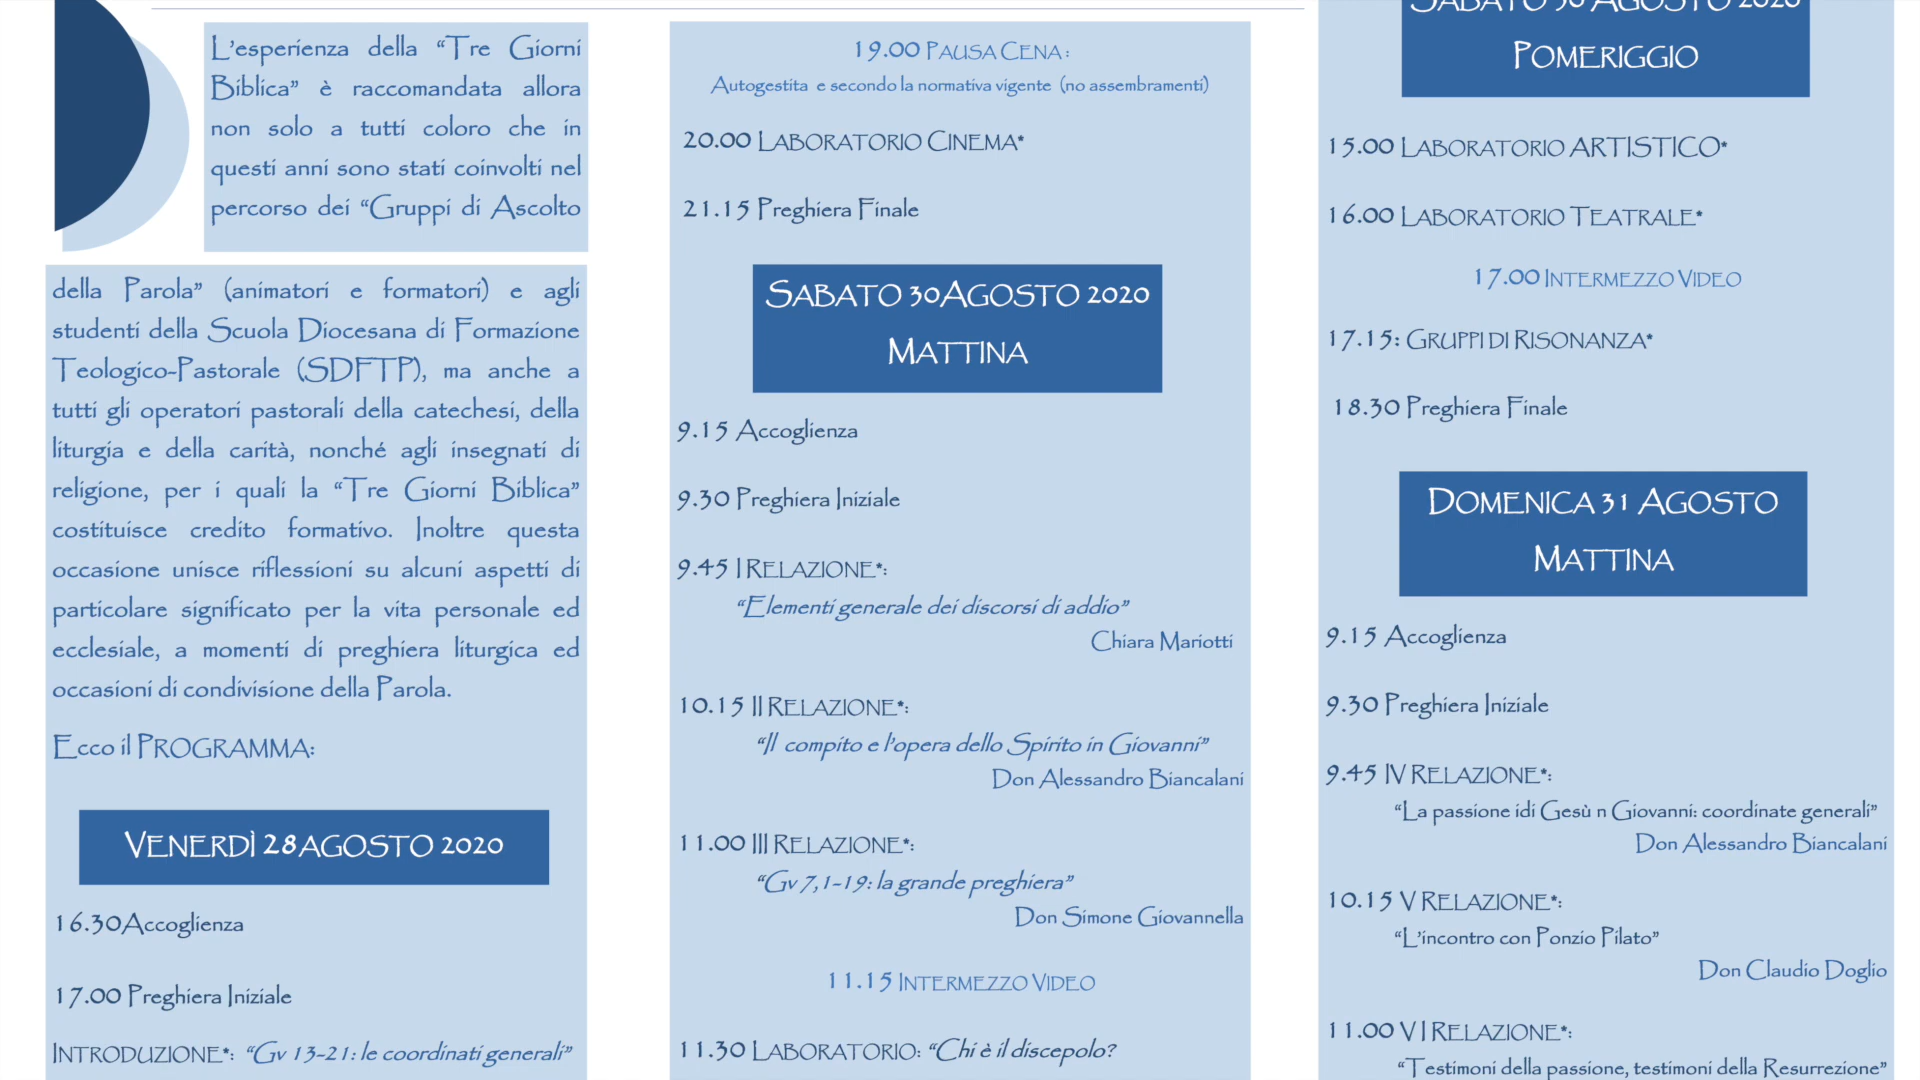 L'esperienza della “Tre Giorni
Biblica” è raccomandata allora
non solo a tutti coloro che in
questi anni sono stati coinvolti nel
percorso dei “Gruppi di Ascolto
della Parola” (animatori e formatori) e agli
studenti della Scuola Diocesana di Formazione
Teologico-Pastorale (SDFTP), ma anche a
tutti gli operatori pastorali della catechesi, della
liturgia e della carità, nonché agli insegnati di
religione, per i quali la “Tre Giorni Biblica”
costituisce credito formativo. Inoltre questa
occasione unisce riflessioni su alcuni aspetti di
particolare significato per la vita personale ed
ecclesiale, a momenti di preghiera liturgica ed
occasioni di condivisione della Parola.
Ecco il PROGRAMMA:
VENERDÌ 28AGOSTO 2020
16.30Accoglienza
17.00 Preghiera Iniziale
INTRODUZIONE*: “Gv 13-21: le coordinati generali”
19.00 PAUSA CENA :
Autogestita e secondo la normativa vigente (no assembramenti)
20.00 LABORATORIO CINEMA*
21.15 Preghiera Finale
SABATO 30AGOSTO 2020
MATTINA
9.15 Accoglienza
9.30 Preghiera Iniziale
9.45 I RELAZIONE*:
“Elementi generale dei discorsi di addio”
Chiara Mariotti
10.15 II RELAZIONE*:
“Il compito e l'opera dello Spirito in Giovanni”
Don Alessandro Biancalani
11.00 III RELAZIONE*:
“Gv 7,1-19: la grande preghiera”
Don Simone Giovannella
11.15 INTERMEZZO VIDEO
11.30 LABORATORIO: “Chi è il discepolo?
SABATO 30 AGOSTO 2020
POMERIGGIO
15.00 LABORATORIO ARTISTICO*
16.00 LABORATORIO TEATRALE*
17.00 INTERMEZZO VIDEO
17.15: GRUPPI DI RISONANZA*
18.30 Preghiera Finale
DOMENICA 31 AGOSTO
MATTINA
9.15 Accoglienza
9.30 Preghiera Iniziale
9.45 IV RELAZIONE*:
“La passione idi Gesù n Giovanni: coordinate generali”
Don Alessandro Biancalani
10.15 V RELAZIONE*:
“L'incontro con Ponzio Pilato”
Don Claudio Doglio
11.00 V I RELAZIONE*:
“Testimoni della passione, testimoni della Resurrezione”